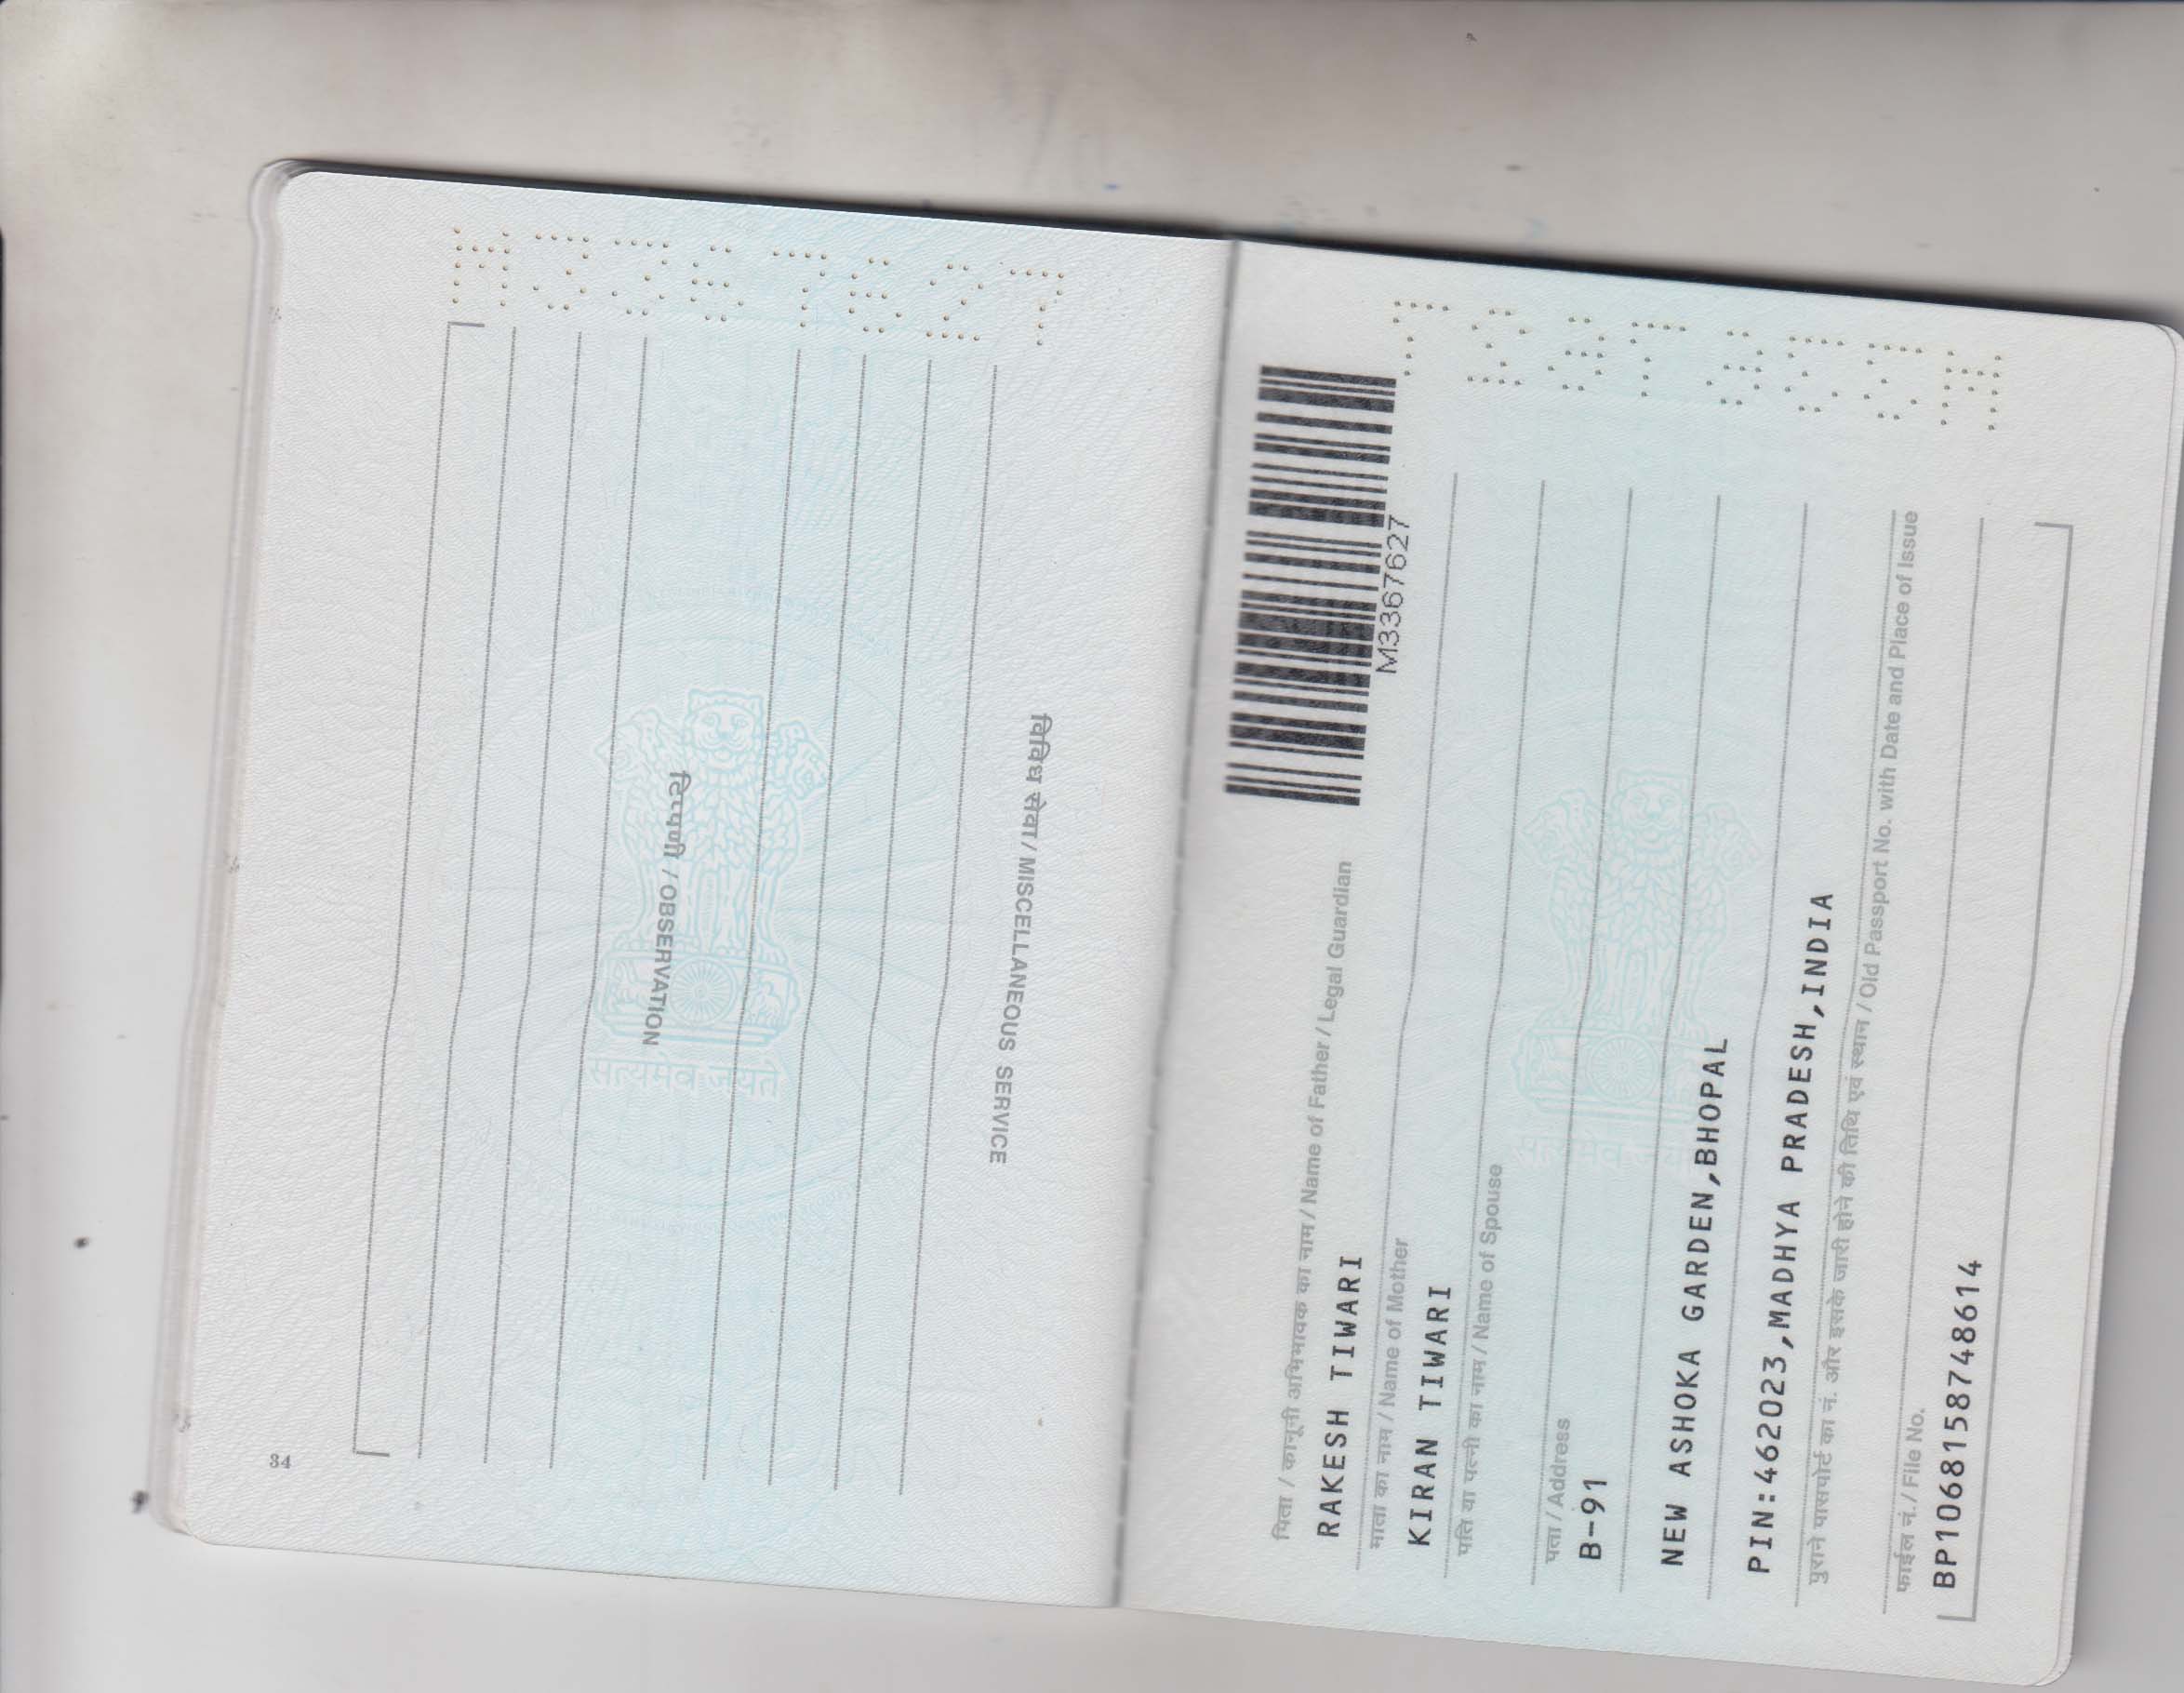 M3367627
34
टिप्पणी / OBSERVATION
सत्यमेव जयते
विविध सेवा / MISCELLANEOUS SERVICE
M3367627
M3367627
पिता / कानूनी अभिभावक का नाम / Name of Father / Legal Guardian
RAKESH TIWARI
माता का नाम / Name of Mother
KIRAN TIWARI
पति या पत्नी का नाम / Name of Spouse
पता / Address
B-91
NEW ASHOKA GARDEN,BHOPAL
PIN:462023,MADHYA PRADESH,INDIA
पुराने पासपोर्ट का नं. और इसके जारी होने की तिथि एवं स्थान / Old Passport No. with Date and Place of Issue
फाईल नं. / File No.
BP1068158748614
सत्यमेव जयते